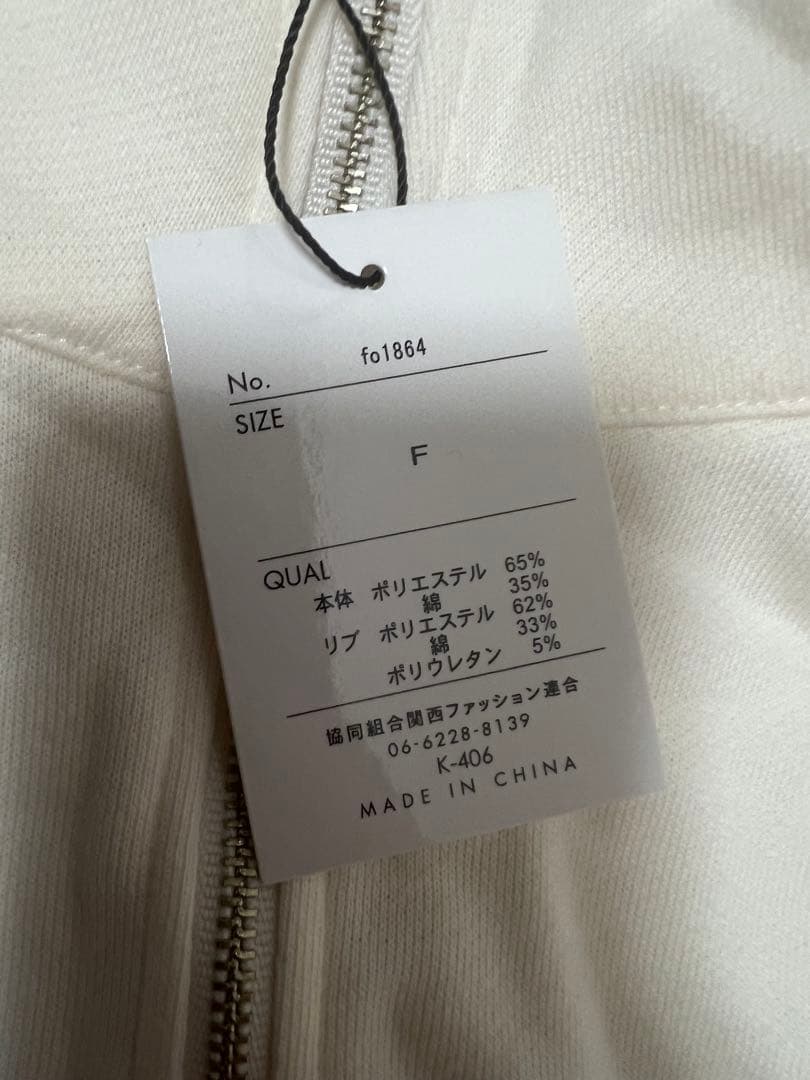 No. fo1864
SIZE
F
QUAL
本体 ポリエステル 65%
綿 35%
リブ ポリエステル 62%
綿 33%
ポリウレタン 5%
協同組合関西ファッション連合
06-6228-8139
K-406
MADE IN CHINA